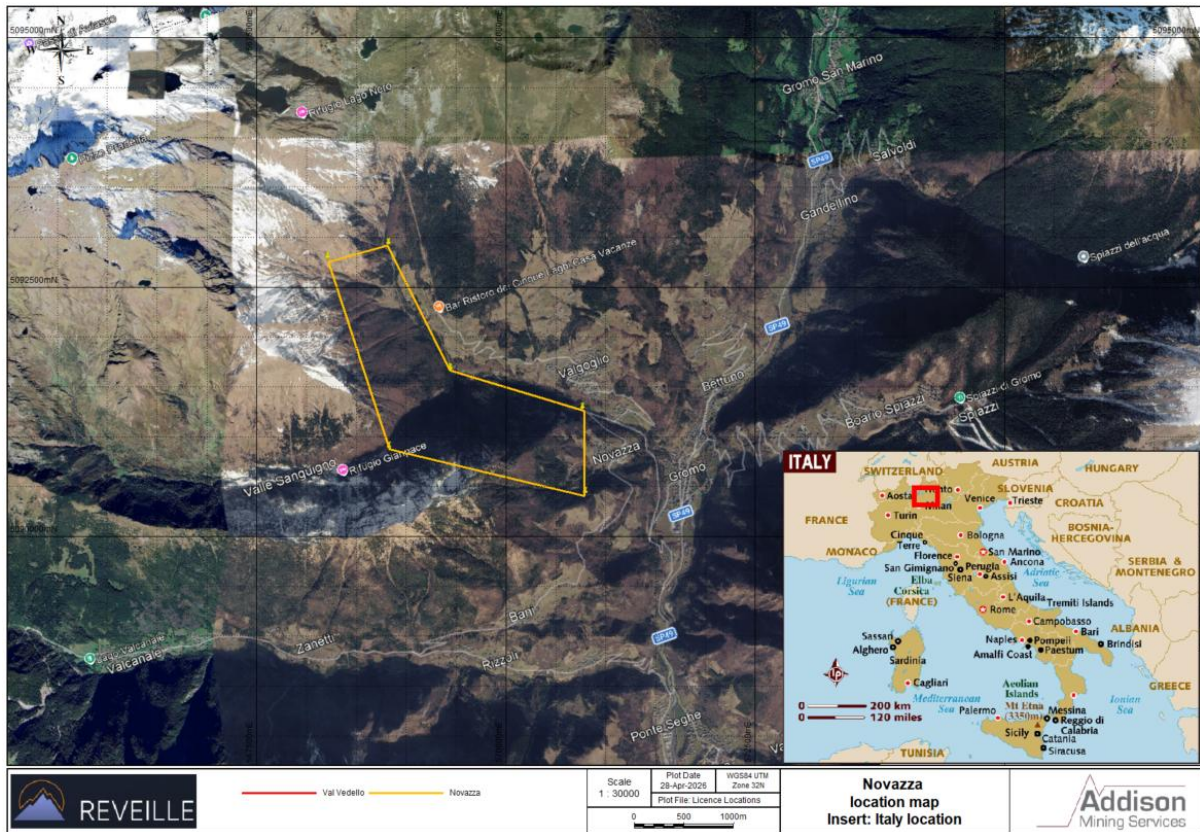 5095000mN
5095000mN
W
E
S
Rifugio Lago Nero
Gromo San Marino
SP49
Salvoldi
Gandellino
Spiazzi dell'acqua
5092500mN
Bar Ristoro dei Cinque Laghi Casa Vacanze
SP49
Valgoglio
Bettuno
Spiazzi di Gromo
Boario Spiazzi
Spiazzi
Novazza
Valle Sanguigno
Rifugio Gianpace
Gromo
SP49
Bani
Zanetti
Rizzoli
Valcanale
SP49
Ponte Seghe
ITALY
SWITZERLAND
AUSTRIA
HUNGARY
SLOVENIA
Aosta
Venice
Trieste
CROATIA
Turin
FRANCE
BOSNIA-
HERCEGOVINA
Cinque
Terre
Bologna
MONACO
Florence
San Marino
Ancona
SERBIA &
MONTENEGRO
San Gimignano
Perugia
Siena
Assisi
Adriatic
Sea
Ligurian
Sea
Elba
Corsica
(FRANCE)
L'Aquila
Tremiti Islands
Rome
Campobasso
Bari
ALBANIA
Sassari
Alghero
Sardinia
Naples
Pompeii
Paestum
Amalfi Coast
Brindisi
Cagliari
GREECE
Aeolian
Islands
Mediterranean
Sea
Ionian
Sea
0 200 km
0 120 miles
Mt Etna
(3350m)
Palermo
Messina
Reggio di
Calabria
Sicily
Catania
Siracusa
TUNISIA
REVEILLE
Val Vedello
Novazza
Scale
1 : 30000
Plot Date
28-Apr-2026
WGS84 UTM
Zone 32N
Plot File: Licence Locations
0 500 1000m
Novazza
location map
Insert: Italy location
Addison
Mining Services